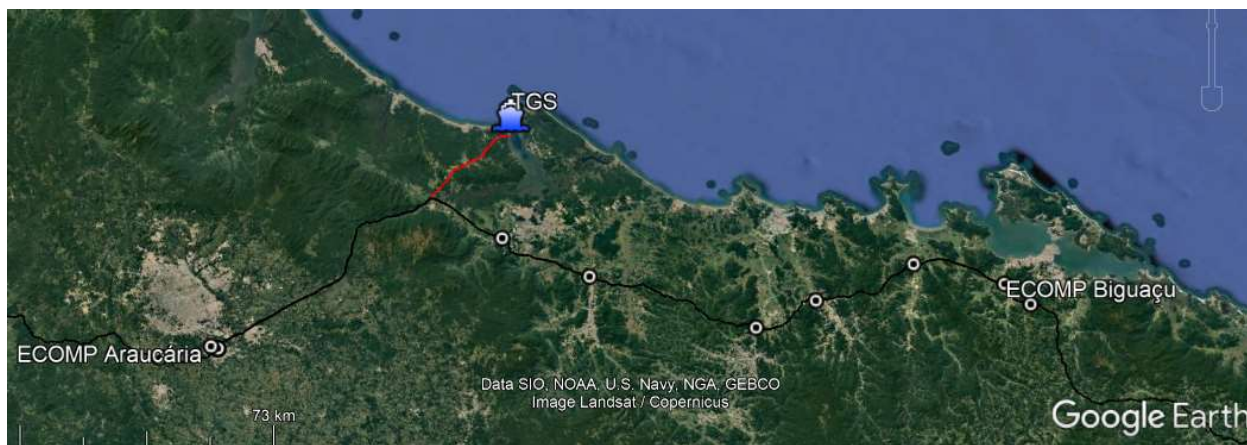 TGS
ECOMP Biguaçu
ECOMP Araucária
Data SIO, NOAA, U.S. Navy, NGA, GEBCO
Image Landsat / Copernicus
73 km
Google Earth